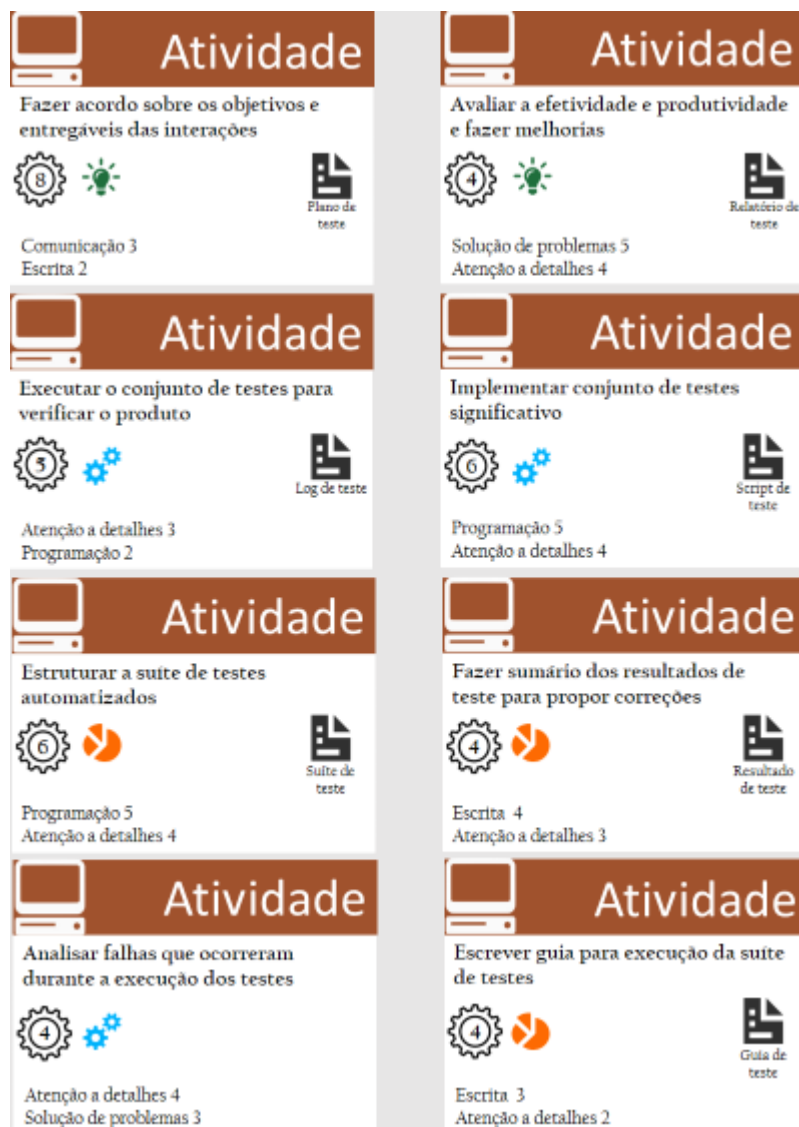 Atividade
Fazer acordo sobre os objetivos e
entregáveis das interações
8
Plano de
teste
Comunicação 3
Escrita 2
Atividade
Avaliar a efetividade e produtividade
e fazer melhorias
4
Relatório de
teste
Solução de problemas 5
Atenção a detalhes 4
Atividade
Executar o conjunto de testes para
verificar o produto
5
Log de teste
Atenção a detalhes 3
Programação 2
Atividade
Implementar conjunto de testes
significativo
6
Script de
teste
Programação 5
Atenção a detalhes 4
Atividade
Estruturar a suíte de testes
automatizados
6
Suíte de
teste
Programação 5
Atenção a detalhes 4
Atividade
Fazer sumário dos resultados de
teste para propor correções
4
Resultado
de teste
Escrita 4
Atenção a detalhes 3
Atividade
Analisar falhas que ocorreram
durante a execução dos testes
4
Atenção a detalhes 4
Solução de problemas 3
Atividade
Escrever guia para execução da suíte
de testes
4
Guia de
teste
Escrita 3
Atenção a detalhes 2